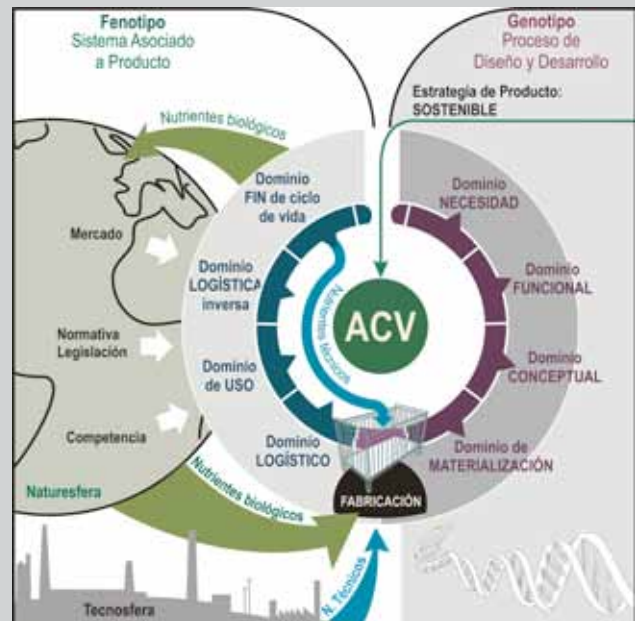 Fenotipo
Sistema Asociado
a Producto
Genotipo
Proceso de
Diseño y Desarrollo
Estrategia de Producto:
SOSTENIBLE
Nutrientes biológicos
Dominio
FIN de ciclo
de vida
Dominio
NECESIDAD
Mercado
Dominio
LOGÍSTICA
inversa
Nutrientes técnicos
ACV
Dominio
FUNCIONAL
Normativa
Legislación
Dominio
de USO
Dominio
CONCEPTUAL
Competencia
Dominio
LOGÍSTICO
Dominio de
MATERIALIZACIÓN
Naturesfera
Nutrientes biológicos
FABRICACIÓN
N. Técnicos
Tecnosfera